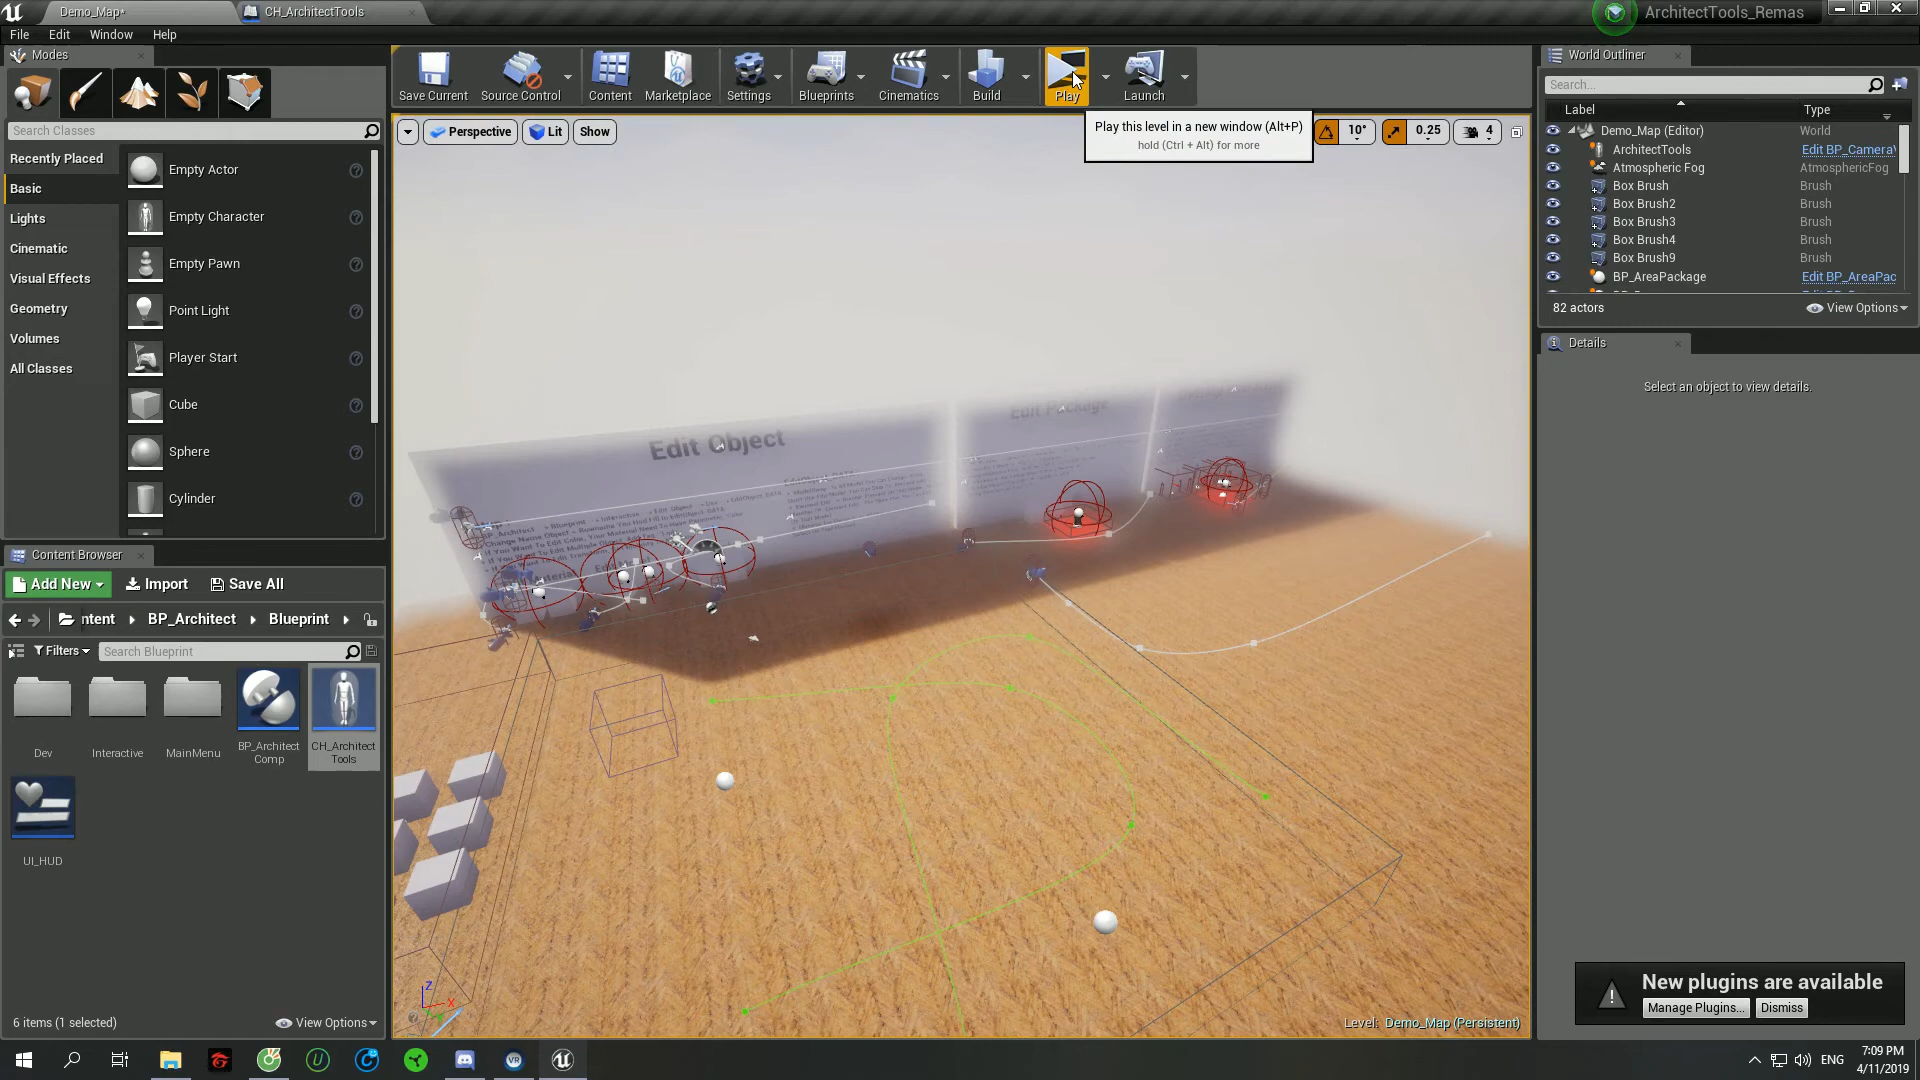 Demo_Map*
CH_ArchitectTools
ArchitectTools_Remas
File
Edit
Window
Help
Modes
Search Classes
Recently Placed
Basic
Lights
Cinematic
Visual Effects
Geometry
Volumes
All Classes
Empty Actor
Empty Character
Empty Pawn
Point Light
Player Start
Cube
Sphere
Cylinder
Save Current
Source Control
Content
Marketplace
Settings
Blueprints
Cinematics
Build
Play
Launch
Perspective
Lit
Show
Play this level in a new window (Alt+P)
hold (Ctrl + Alt) for more
10°
0.25
4
Edit Object
Edit Package
Level: Demo_Map (Persistent)
Z
X
World Outliner
Search...
Label
Type
Demo_Map (Editor)
World
ArchitectTools
Edit BP_Camera
Atmospheric Fog
AtmosphericFog
Box Brush
Brush
Box Brush2
Brush
Box Brush3
Brush
Box Brush4
Brush
Box Brush9
Brush
BP_AreaPackage
Edit BP_AreaPac
82 actors
View Options
Details
Select an object to view details.
Content Browser
Add New
Import
Save All
ntent
BP_Architect
Blueprint
Filters
Search Blueprint
Dev
Interactive
MainMenu
BP_Architect
Comp
CH_Architect
Tools
UI_HUD
6 items (1 selected)
View Options
New plugins are available
Manage Plugins...
Dismiss
ENG
7:09 PM
4/11/2019